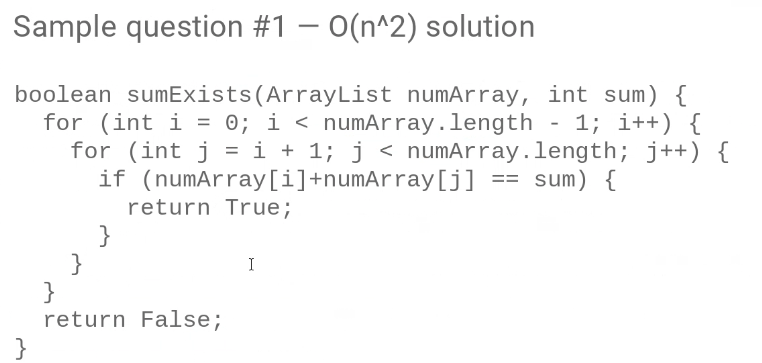 Sample question #1 — O(n^2) solution
boolean sumExists(ArrayList numArray, int sum) {
  for (int i = 0; i < numArray.length - 1; i++) {
    for (int j = i + 1; j < numArray.length; j++) {
      if (numArray[i]+numArray[j] == sum) {
        return True;
      }
    }
  }
  return False;
}